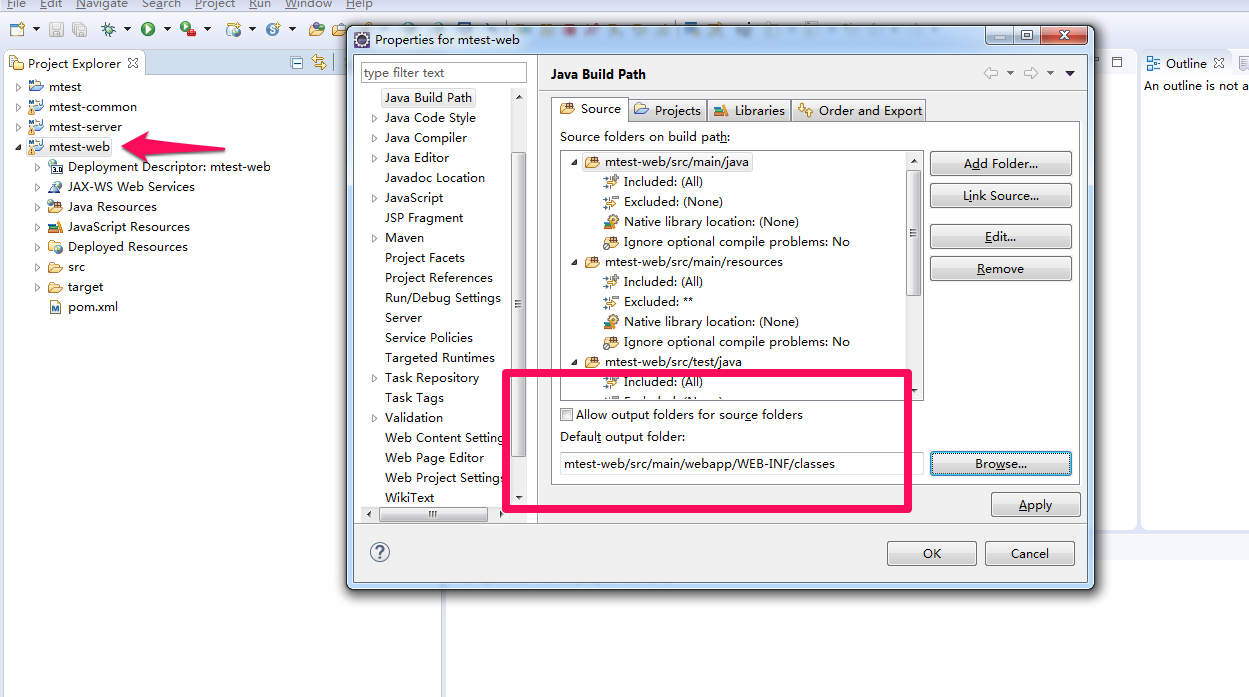 File Edit Navigate Search Project Run Window Help
Project Explorer
mtest
mtest-common
mtest-server
mtest-web
Deployment Descriptor: mtest-web
JAX-WS Web Services
Java Resources
JavaScript Resources
Deployed Resources
src
target
pom.xml
Properties for mtest-web
type filter text
Java Build Path
Java Code Style
Java Compiler
Java Editor
Javadoc Location
JavaScript
JSP Fragment
Maven
Project Facets
Project References
Run/Debug Settings
Server
Service Policies
Targeted Runtimes
Task Repository
Task Tags
Validation
Web Content Setting
Web Page Editor
Web Project Settings
WikiText
Java Build Path
Source Projects Libraries Order and Export
Source folders on build path:
mtest-web/src/main/java
Included: (All)
Excluded: (None)
Native library location: (None)
Ignore optional compile problems: No
mtest-web/src/main/resources
Included: (All)
Excluded: **
Native library location: (None)
Ignore optional compile problems: No
mtest-web/src/test/java
Included: (All)
Add Folder...
Link Source...
Edit...
Remove
Allow output folders for source folders
Default output folder:
mtest-web/src/main/webapp/WEB-INF/classes
Browse...
Apply
OK Cancel
Outline
An outline is not a